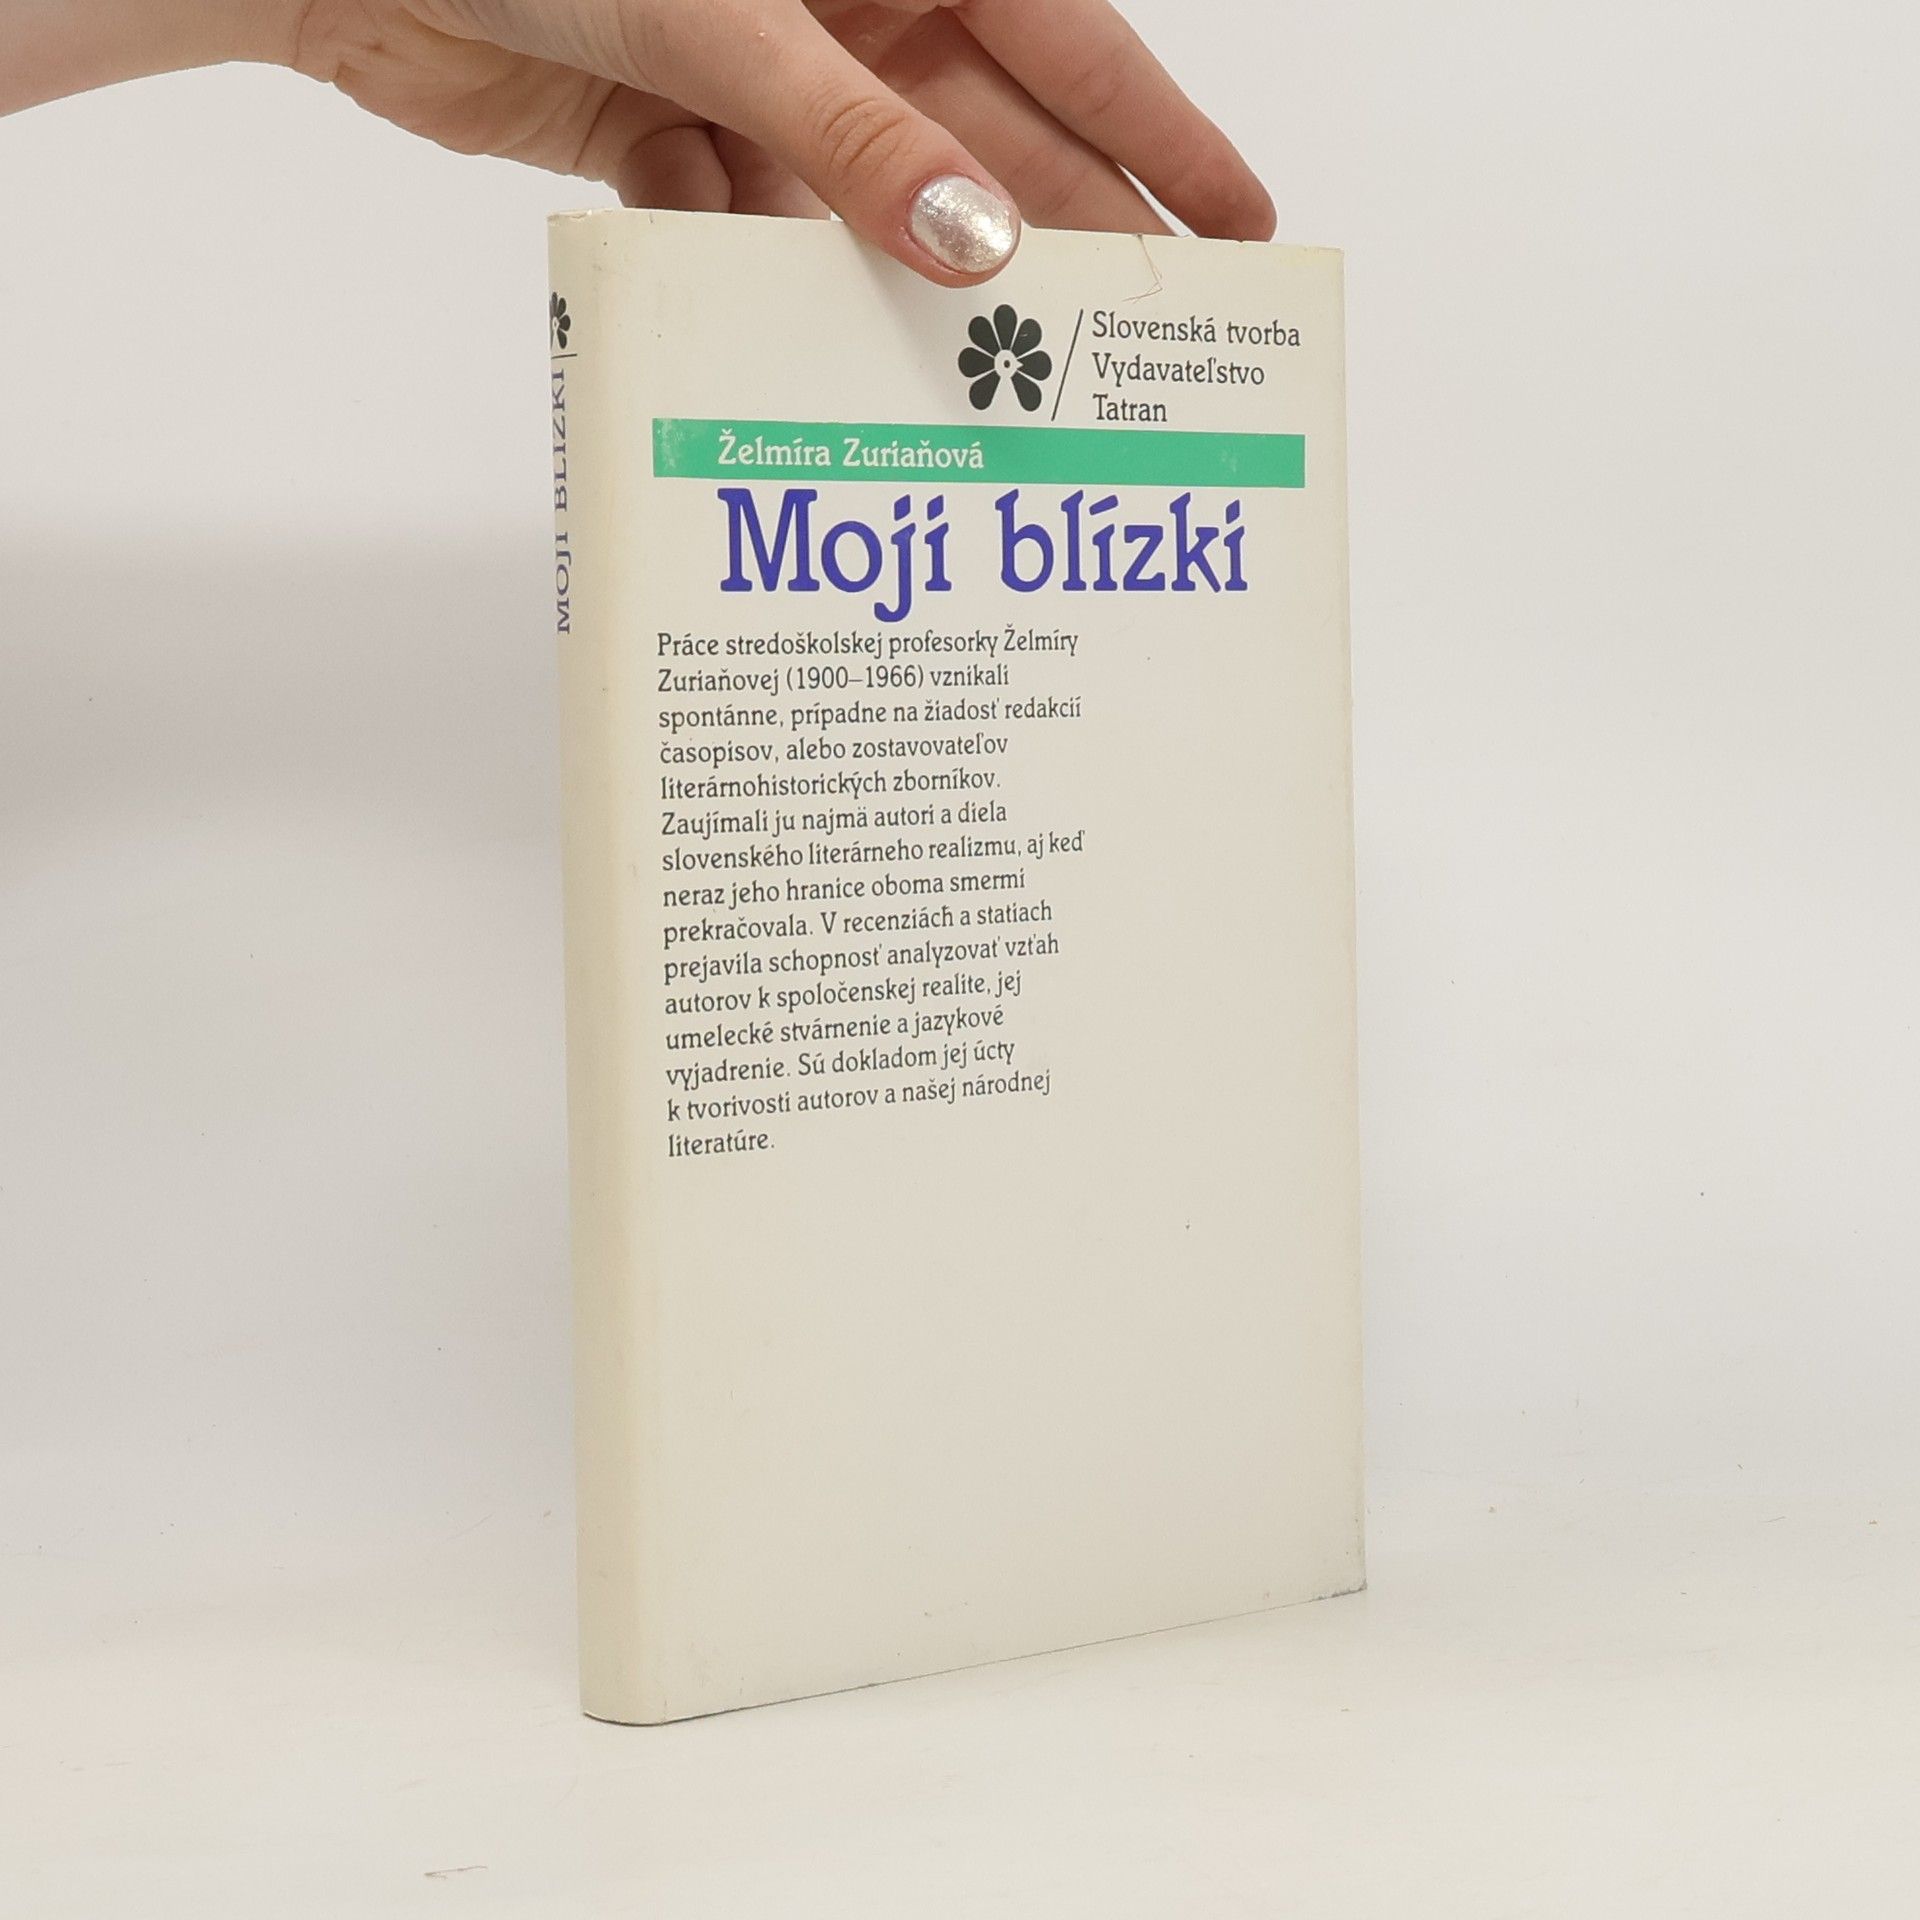 MOJI BLÍZKI
Slovenská tvorba
Vydavateľstvo
Tatran
Želmíra Zuriaňová
Moji blízki
Práce stredoškolskej profesorky Želmíry
Zuriaňovej (1900–1966) vznikali
spontánne, prípadne na žiadosť redakcií
časopisov, alebo zostavovateľov
literárnohistorických zborníkov.
Zaujímali ju najmä autori a diela
slovenského literárneho realizmu, aj keď
neraz jeho hranice oboma smermi
prekračovala. V recenziách a statiach
prejavila schopnosť analyzovať vzťah
autorov k spoločenskej realite, jej
umelecké stvárnenie a jazykové
vyjadrenie. Sú dokladom jej úcty
k tvorivosti autorov a našej národnej
literatúre.